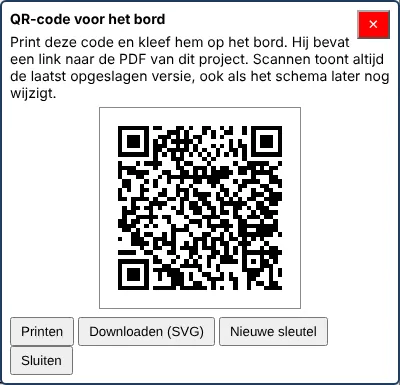 QR-code voor het bord
×
Print deze code en kleef hem op het bord. Hij bevat
een link naar de PDF van dit project. Scannen toont altijd
de laatst opgeslagen versie, ook als het schema later nog
wijzigt.
Printen
Downloaden (SVG)
Nieuwe sleutel
Sluiten